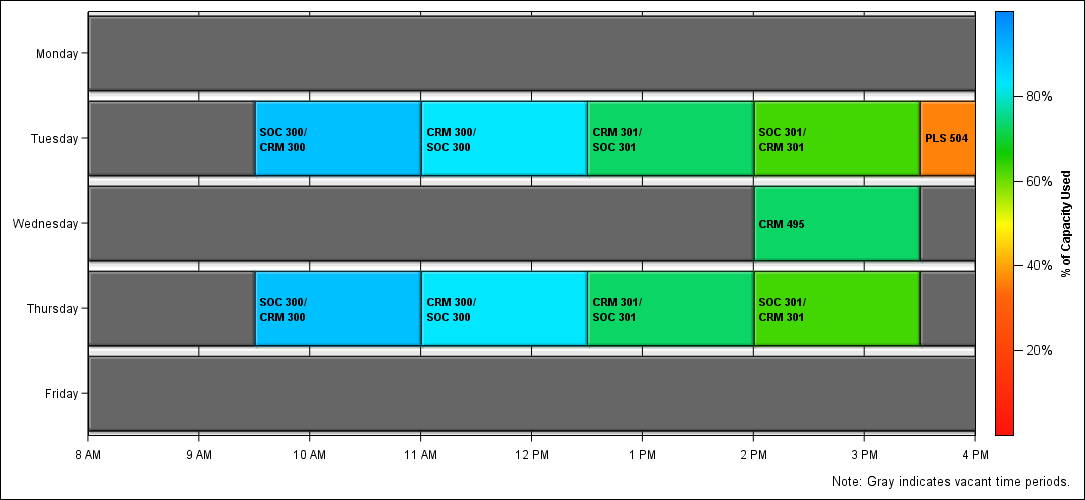 Monday
Tuesday
SOC 300/
CRM 300
CRM 300/
SOC 300
CRM 301/
SOC 301
SOC 301/
CRM 301
PLS 504
Wednesday
CRM 495
Thursday
SOC 300/
CRM 300
CRM 300/
SOC 300
CRM 301/
SOC 301
SOC 301/
CRM 301
Friday
8 AM 9 AM 10 AM 11 AM 12 PM 1 PM 2 PM 3 PM 4 PM
80%
60%
40%
20%
% of Capacity Used
Note: Gray indicates vacant time periods.